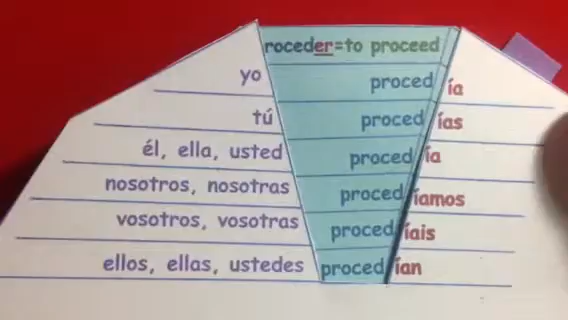 roceder=to proceed
yo proced ía
tú proced ías
él, ella, usted proced ía
nosotros, nosotras proced íamos
vosotros, vosotras proced íais
ellos, ellas, ustedes proced ían